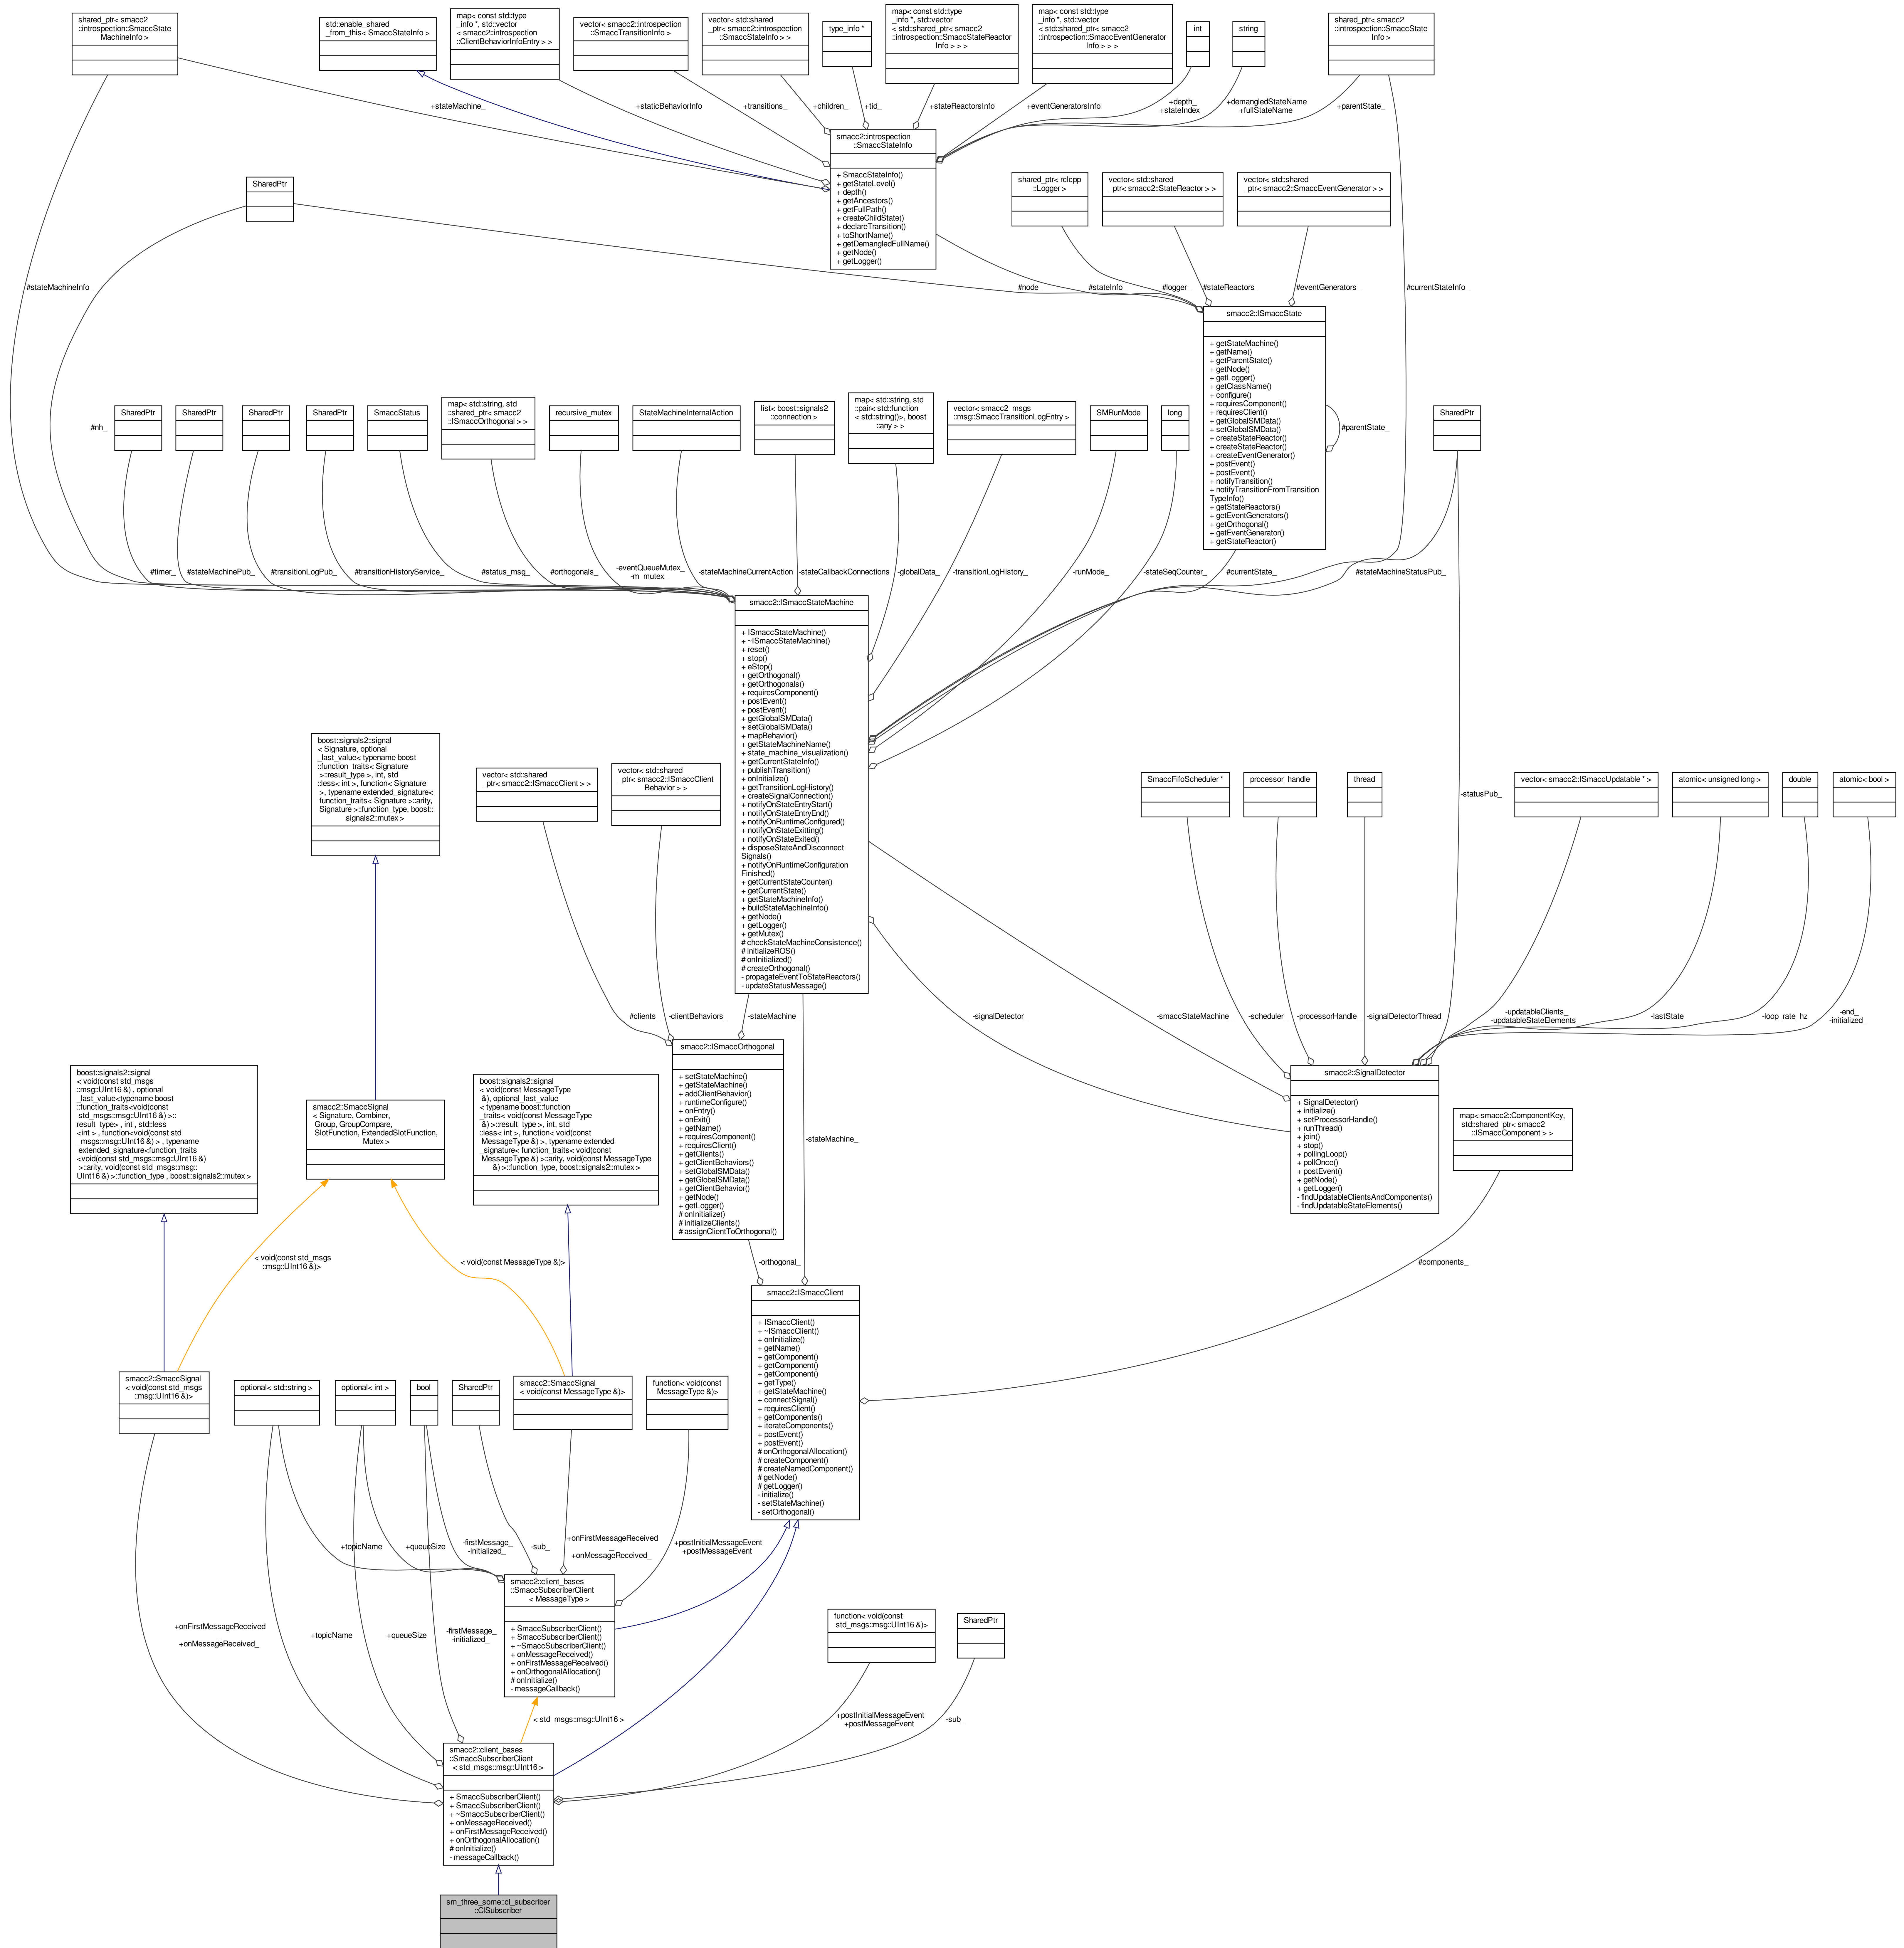 shared_ptr< smacc2
::introspection::SmaccState
MachineInfo >
std::enable_shared
_from_this< SmaccStateInfo >
map< const std::type
_info *, std::vector
< smacc2::introspection
::ClientBehaviorInfoEntry > >
vector< smacc2::introspection
::SmaccTransitionInfo >
vector< std::shared
_ptr< smacc2::introspection
::SmaccStateInfo > >
type_info *
map< const std::type
_info *, std::vector
< std::shared_ptr< smacc2
::introspection::SmaccStateReactor
Info > > >
map< const std::type
_info *, std::vector
< std::shared_ptr< smacc2
::introspection::SmaccEventGenerator
Info > > >
int
string
shared_ptr< smacc2
::introspection::SmaccState
Info >
+stateMachine_
+staticBehaviorInfo
+transitions_
+children_
+tid_
+stateReactorsInfo
+eventGeneratorsInfo
+depth_
+stateIndex_
+demangledStateName
+fullStateName
+parentState_
smacc2::introspection
::SmaccStateInfo
+ SmaccStateInfo()
+ getStateLevel()
+ depth()
+ getAncestors()
+ getFullPath()
+ createChildState()
+ declareTransition()
+ toShortName()
+ getDemangledFullName()
+ getNode()
+ getLogger()
SharedPtr
shared_ptr< rclcpp
::Logger >
vector< std::shared
_ptr< smacc2::StateReactor > >
vector< std::shared
_ptr< smacc2::SmaccEventGenerator > >
#stateMachineInfo_
#node_
#stateInfo_
#logger_
#stateReactors_
#eventGenerators_
#currentStateInfo_
smacc2::ISmaccState
+ getStateMachine()
+ getName()
+ getParentState()
+ getNode()
+ getLogger()
+ getClassName()
+ configure()
+ requiresComponent()
+ requiresClient()
+ getGlobalSMData()
+ setGlobalSMData()
+ createStateReactor()
+ createStateReactor()
+ createEventGenerator()
+ postEvent()
+ postEvent()
+ notifyTransition()
+ notifyTransitionFromTransition
TypeInfo()
+ getStateReactors()
+ getEventGenerators()
+ getOrthogonal()
+ getEventGenerator()
+ getStateReactor()
#parentState_
#nh_
SharedPtr
SharedPtr
SharedPtr
SharedPtr
SmaccStatus
map< std::string, std
::shared_ptr< smacc2
::ISmaccOrthogonal > >
recursive_mutex
StateMachineInternalAction
list< boost::signals2
::connection >
map< std::string, std
::pair< std::function
< std::string()>, boost
::any > >
vector< smacc2_msgs
::msg::SmaccTransitionLogEntry >
SMRunMode
long
SharedPtr
#timer_
#stateMachinePub_
#transitionLogPub_
#transitionHistoryService_
#status_msg_
#orthogonals_
-eventQueueMutex_
-m_mutex_
-stateMachineCurrentAction
-stateCallbackConnections
-globalData_
-transitionLogHistory_
-runMode_
-stateSeqCounter_
#currentState_
#stateMachineStatusPub_
smacc2::ISmaccStateMachine
+ ISmaccStateMachine()
+ ~ISmaccStateMachine()
+ reset()
+ stop()
+ eStop()
+ getOrthogonal()
+ getOrthogonals()
+ requiresComponent()
+ postEvent()
+ postEvent()
+ getGlobalSMData()
+ setGlobalSMData()
+ mapBehavior()
+ getStateMachineName()
+ state_machine_visualization()
+ getCurrentStateInfo()
+ publishTransition()
+ onInitialize()
+ getTransitionLogHistory()
+ createSignalConnection()
+ notifyOnStateEntryStart()
+ notifyOnStateEntryEnd()
+ notifyOnRuntimeConfigured()
+ notifyOnStateExitting()
+ notifyOnStateExited()
+ disposeStateAndDisconnect
Signals()
+ notifyOnRuntimeConfiguration
Finished()
+ getCurrentStateCounter()
+ getCurrentState()
+ getStateMachineInfo()
+ buildStateMachineInfo()
+ getNode()
+ getLogger()
+ getMutex()
# checkStateMachineConsistence()
# initializeROS()
# onInitialized()
# createOrthogonal()
- propagateEventToStateReactors()
- updateStatusMessage()
boost::signals2::signal
< Signature, optional
_last_value< typename boost
::function_traits< Signature
>::result_type >, int, std
::less< int >, function< Signature
>, typename extended_signature<
function_traits< Signature >::arity,
Signature >::function_type, boost::
signals2::mutex >
vector< std::shared
_ptr< smacc2::ISmaccClient > >
vector< std::shared
_ptr< smacc2::ISmaccClient
Behavior > >
SmaccFifoScheduler *
processor_handle
thread
-statusPub_
vector< smacc2::ISmaccUpdatable * >
atomic< unsigned long >
double
atomic< bool >
#clients_
-clientBehaviors_
-stateMachine_
-signalDetector_
-smaccStateMachine_
-scheduler_
-processorHandle_
-signalDetectorThread_
-updatableClients_
-updatableStateElements_
-lastState_
-loop_rate_hz
-end_
-initialized_
smacc2::ISmaccOrthogonal
+ setStateMachine()
+ getStateMachine()
+ addClientBehavior()
+ runtimeConfigure()
+ onEntry()
+ onExit()
+ getName()
+ requiresComponent()
+ requiresClient()
+ getClients()
+ getClientBehaviors()
+ setGlobalSMData()
+ getGlobalSMData()
+ getClientBehavior()
+ getNode()
+ getLogger()
# onInitialize()
# initializeClients()
# assignClientToOrthogonal()
smacc2::SignalDetector
+ SignalDetector()
+ initialize()
+ setProcessorHandle()
+ runThread()
+ join()
+ stop()
+ pollingLoop()
+ pollOnce()
+ postEvent()
+ getNode()
+ getLogger()
- findUpdatableClientsAndComponents()
- findUpdatableStateElements()
map< smacc2::ComponentKey,
std::shared_ptr< smacc2
::ISmaccComponent > >
boost::signals2::signal
< void(const std_msgs
::msg::UInt16 &) , optional
_last_value<typename boost
::function_traits<void(const
std_msgs::msg::UInt16 &) >::
result_type> , int , std::less
<int > , function<void(const std
_msgs::msg::UInt16 &) > , typename
extended_signature<function_traits
<void(const std_msgs::msg::UInt16 &)
>::arity, void(const std_msgs::msg::
UInt16 &) >::function_type , boost::signals2::mutex >
smacc2::SmaccSignal
< Signature, Combiner,
Group, GroupCompare,
SlotFunction, ExtendedSlotFunction,
Mutex >
boost::signals2::signal
< void(const MessageType
&), optional_last_value
< typename boost::function
_traits< void(const MessageType
&) >::result_type >, int, std
::less< int >, function< void(const
MessageType &) >, typename extended
_signature< function_traits< void(const
MessageType &) >::arity, void(const MessageType
&) >::function_type, boost::signals2::mutex >
-stateMachine_
< void(const std_msgs
::msg::UInt16 &)>
< void(const MessageType &)>
-orthogonal_
#components_
smacc2::ISmaccClient
+ ISmaccClient()
+ ~ISmaccClient()
+ onInitialize()
+ getName()
+ getComponent()
+ getComponent()
+ getComponent()
+ getType()
+ getStateMachine()
+ connectSignal()
+ requiresClient()
+ getComponents()
+ iterateComponents()
+ postEvent()
+ postEvent()
# onOrthogonalAllocation()
# createComponent()
# createNamedComponent()
# getNode()
# getLogger()
- initialize()
- setStateMachine()
- setOrthogonal()
smacc2::SmaccSignal
< void(const std_msgs
::msg::UInt16 &)>
optional< std::string >
optional< int >
bool
SharedPtr
smacc2::SmaccSignal
< void(const MessageType &)>
function< void(const
MessageType &)>
+topicName
+queueSize
-firstMessage_
-initialized_
-sub_
+onFirstMessageReceived
_
+onMessageReceived_
+postInitialMessageEvent
+postMessageEvent
smacc2::client_bases
::SmaccSubscriberClient
< MessageType >
+ SmaccSubscriberClient()
+ SmaccSubscriberClient()
+ ~SmaccSubscriberClient()
+ onMessageReceived()
+ onFirstMessageReceived()
+ onOrthogonalAllocation()
# onInitialize()
- messageCallback()
+onFirstMessageReceived
_
+onMessageReceived_
+topicName
+queueSize
-firstMessage_
-initialized_
function< void(const
std_msgs::msg::UInt16 &)>
SharedPtr
< std_msgs::msg::UInt16 >
+postInitialMessageEvent
+postMessageEvent
-sub_
smacc2::client_bases
::SmaccSubscriberClient
< std_msgs::msg::UInt16 >
+ SmaccSubscriberClient()
+ SmaccSubscriberClient()
+ ~SmaccSubscriberClient()
+ onMessageReceived()
+ onFirstMessageReceived()
+ onOrthogonalAllocation()
# onInitialize()
- messageCallback()
sm_three_some::cl_subscriber
::ClSubscriber